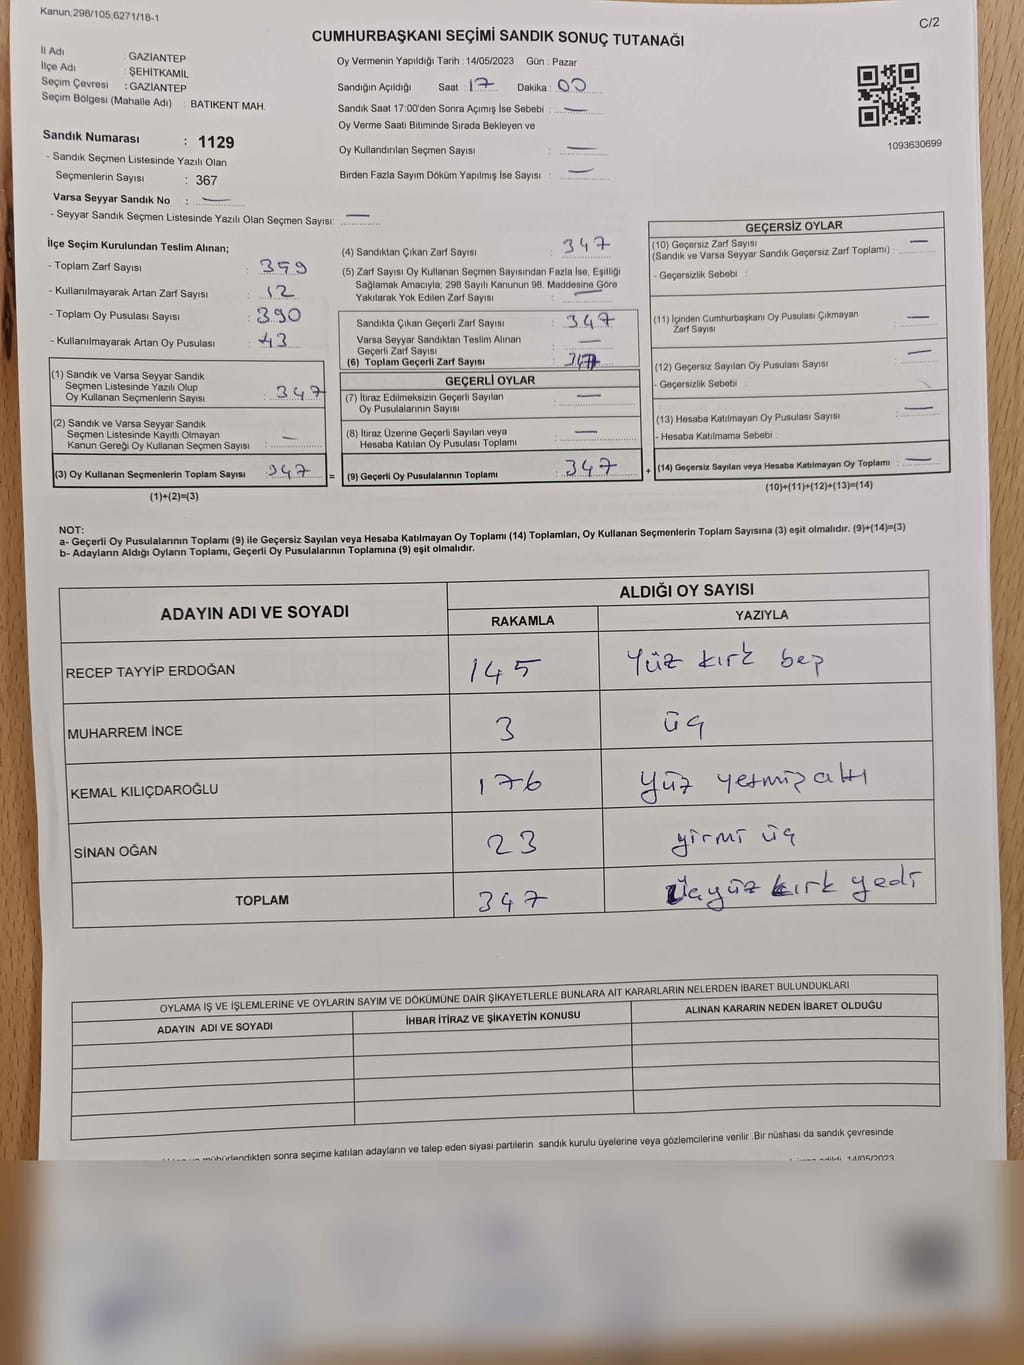 Kanun;298/105;6271/18-1
C/2
CUMHURBAŞKANI SEÇİMİ SANDIK SONUÇ TUTANAĞI
İl Adı : GAZİANTEP
İlçe Adı : ŞEHİTKAMİL
Seçim Çevresi : GAZİANTEP
Seçim Bölgesi (Mahalle Adı) : BATIKENT MAH.
Oy Vermenin Yapıldığı Tarih :14/05/2023 Gün : Pazar
Sandığın Açıldığı Saat : 17 Dakika : 00
Sandık Saat 17:00'den Sonra Açımış İse Sebebi : —
Oy Verme Saati Bitiminde Sırada Bekleyen ve
Oy Kullandırılan Seçmen Sayısı : —
Birden Fazla Sayım Döküm Yapılmış İse Sayısı : —
1093630699
Sandık Numarası : 1129
- Sandık Seçmen Listesinde Yazılı Olan
Seçmenlerin Sayısı : 367
Varsa Seyyar Sandık No : —
- Seyyar Sandık Seçmen Listesinde Yazılı Olan Seçmen Sayısı: —
İlçe Seçim Kurulundan Teslim Alınan;
- Toplam Zarf Sayısı : 359
- Kullanılmayarak Artan Zarf Sayısı : 12
- Toplam Oy Pusulası Sayısı : 390
- Kullanılmayarak Artan Oy Pusulası : 43
(1) Sandık ve Varsa Seyyar Sandık
Seçmen Listesinde Yazılı Olup
Oy Kullanan Seçmenlerin Sayısı : 347
(2) Sandık ve Varsa Seyyar Sandık
Seçmen Listesinde Kayıtlı Olmayan
Kanun Gereği Oy Kullanan Seçmen Sayısı : —
(3) Oy Kullanan Seçmenlerin Toplam Sayısı : 347
(1)+(2)=(3)
(4) Sandıktan Çıkan Zarf Sayısı : 347
(5) Zarf Sayısı Oy Kullanan Seçmen Sayısından Fazla İse, Eşitliği
Sağlamak Amacıyla; 298 Sayılı Kanunun 98. Maddesine Göre
Yakılarak Yok Edilen Zarf Sayısı : —
Sandıkta Çıkan Geçerli Zarf Sayısı : 347
Varsa Seyyar Sandıktan Teslim Alınan
Geçerli Zarf Sayısı : —
(6) Toplam Geçerli Zarf Sayısı : 347
=
GEÇERLİ OYLAR
(7) İtiraz Edilmeksizin Geçerli Sayılan
Oy Pusulalarının Sayısı : —
(8) İtiraz Üzerine Geçerli Sayılan veya
Hesaba Katılan Oy Pusulası Toplamı : —
(9) Geçerli Oy Pusulalarının Toplamı : 347
+
GEÇERSİZ OYLAR
(10) Geçersiz Zarf Sayısı
(Sandık ve Varsa Seyyar Sandık Geçersiz Zarf Toplamı) : —
- Geçersizlik Sebebi :
(11) İçinden Cumhurbaşkanı Oy Pusulası Çıkmayan
Zarf Sayısı : —
(12) Geçersiz Sayılan Oy Pusulası Sayısı : —
- Geçersizlik Sebebi :
(13) Hesaba Katılmayan Oy Pusulası Sayısı : —
- Hesaba Katılmama Sebebi :
(14) Geçersiz Sayılan veya Hesaba Katılmayan Oy Toplamı : —
(10)+(11)+(12)+(13)=(14)
NOT:
a- Geçerli Oy Pusulalarının Toplamı (9) ile Geçersiz Sayılan veya Hesaba Katılmayan Oy Toplamı (14) Toplamları, Oy Kullanan Seçmenlerin Toplam Sayısına (3) eşit olmalıdır. (9)+(14)=(3)
b- Adayların Aldığı Oyların Toplamı, Geçerli Oy Pusulalarının Toplamına (9) eşit olmalıdır.
ADAYIN ADI VE SOYADI
ALDIĞI OY SAYISI
RAKAMLA YAZIYLA
RECEP TAYYİP ERDOĞAN 145 Yüz kırk beş
MUHARREM İNCE 3 üç
KEMAL KILIÇDAROĞLU 176 Yüz yetmiş altı
SİNAN OĞAN 23 yirmi üç
TOPLAM 347 Üçyüz kırk yedi
OYLAMA İŞ VE İŞLEMLERİNE VE OYLARIN SAYIM VE DÖKÜMÜNE DAİR ŞİKAYETLERLE BUNLARA AİT KARARLARIN NELERDEN İBARET BULUNDUKLARI
ADAYIN ADI VE SOYADI İHBAR İTİRAZ VE ŞİKAYETİN KONUSU ALINAN KARARIN NEDEN İBARET OLDUĞU
mühürlendikten sonra seçime katılan adayların ve talep eden siyasi partilerin sandık kurulu üyelerine veya gözlemcilerine verilir .Bir nüshası da sandık çevresinde
edildi. 14/05/2023